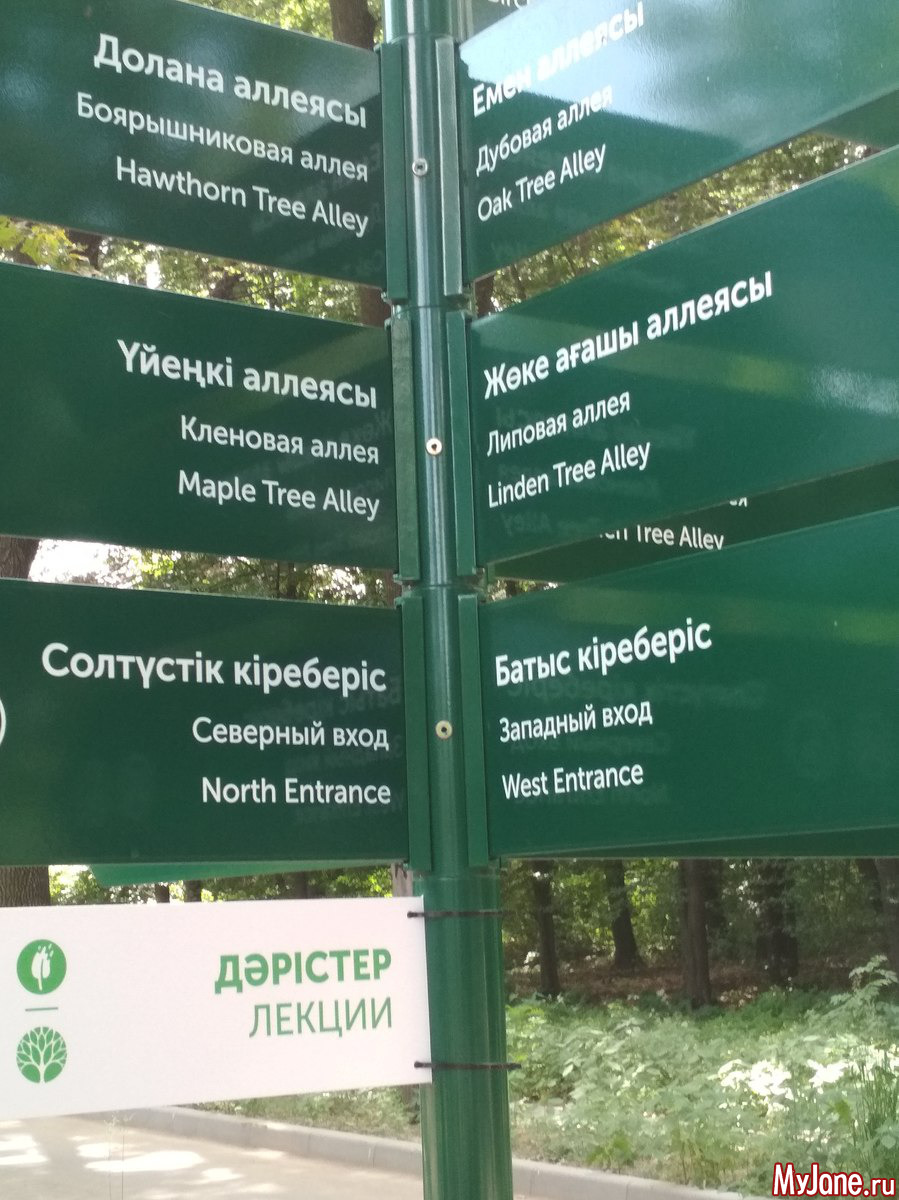 Долана аллеясы
Боярышниковая аллея
Hawthorn Tree Alley
Емен аллеясы
Дубовая аллея
Oak Tree Alley
Үйеңкі аллеясы
Кленовая аллея
Maple Tree Alley
Жөке ағашы аллеясы
Липовая аллея
Linden Tree Alley
Tree Alley
Солтүстік кіреберіс
Северный вход
North Entrance
Батыс кіреберіс
Западный вход
West Entrance
ДӘРІСТЕР
ЛЕКЦИИ
MyJane.ru